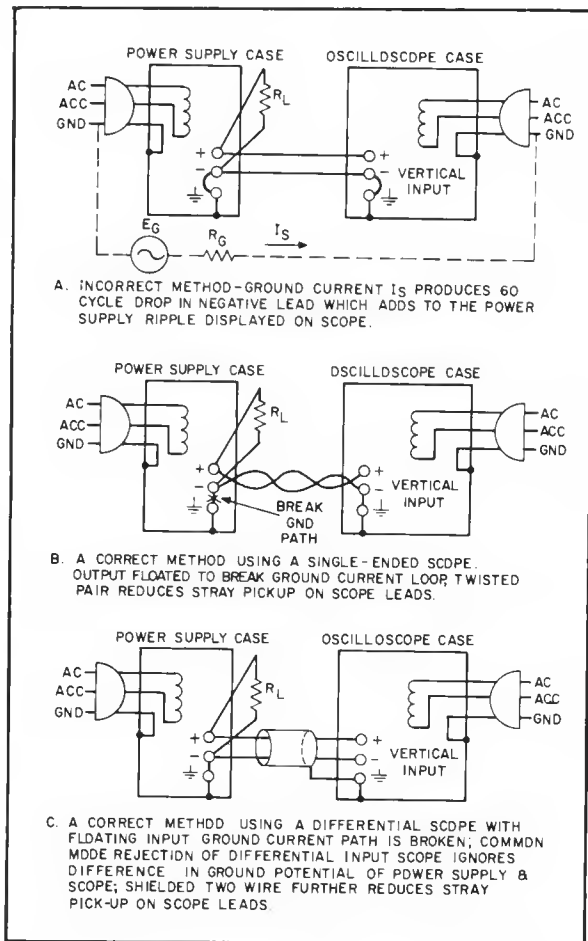 POWER SUPPLY CASE
OSCILLDSCDPE CASE
AC
ACC
GND
RL
+
-
AC
ACC
GND
+
-
VERTICAL
INPUT
EG
RG
IS
A. INCORRECT METHOD-GROUND CURRENT IS PRODUCES 60
CYCLE DROP IN NEGATIVE LEAD WHICH ADDS TO THE POWER
SUPPLY RIPPLE DISPLAYED ON SCOPE.
POWER SUPPLY CASE
DSCILLDSCOPE CASE
AC
ACC
GND
RL
+
-
BREAK
GND
PATH
AC
ACC
GND
+
-
VERTICAL
INPUT
B. A CORRECT METHOD USING A SINGLE-ENDED SCDPE.
OUTPUT FLOATED TO BREAK GROUND CURRENT LOOP, TWISTED
PAIR REDUCES STRAY PICKUP ON SCOPE LEADS.
POWER SUPPLY CASE
OSCILLOSCOPE CASE
AC
ACC
GND
RL
+
-
AC
ACC
GND
+
-
VERTICAL
INPUT
C. A CORRECT METHDD USING A DIFFERENTIAL SCDPE WITH
FLDATING INPUT GROUND CURRENT PATH IS BROKEN; COMMON
MODE REJECTION OF DIFFERENTIAL INPUT SCOPE IGNORES
DIFFERENCE IN GROUND POTENTIAL OF PDWER SUPPLY &
SCOPE; SHIELDED TWO WIRE FURTHER REDUCES STRAY
PICK-UP ON SCOPE LEADS.